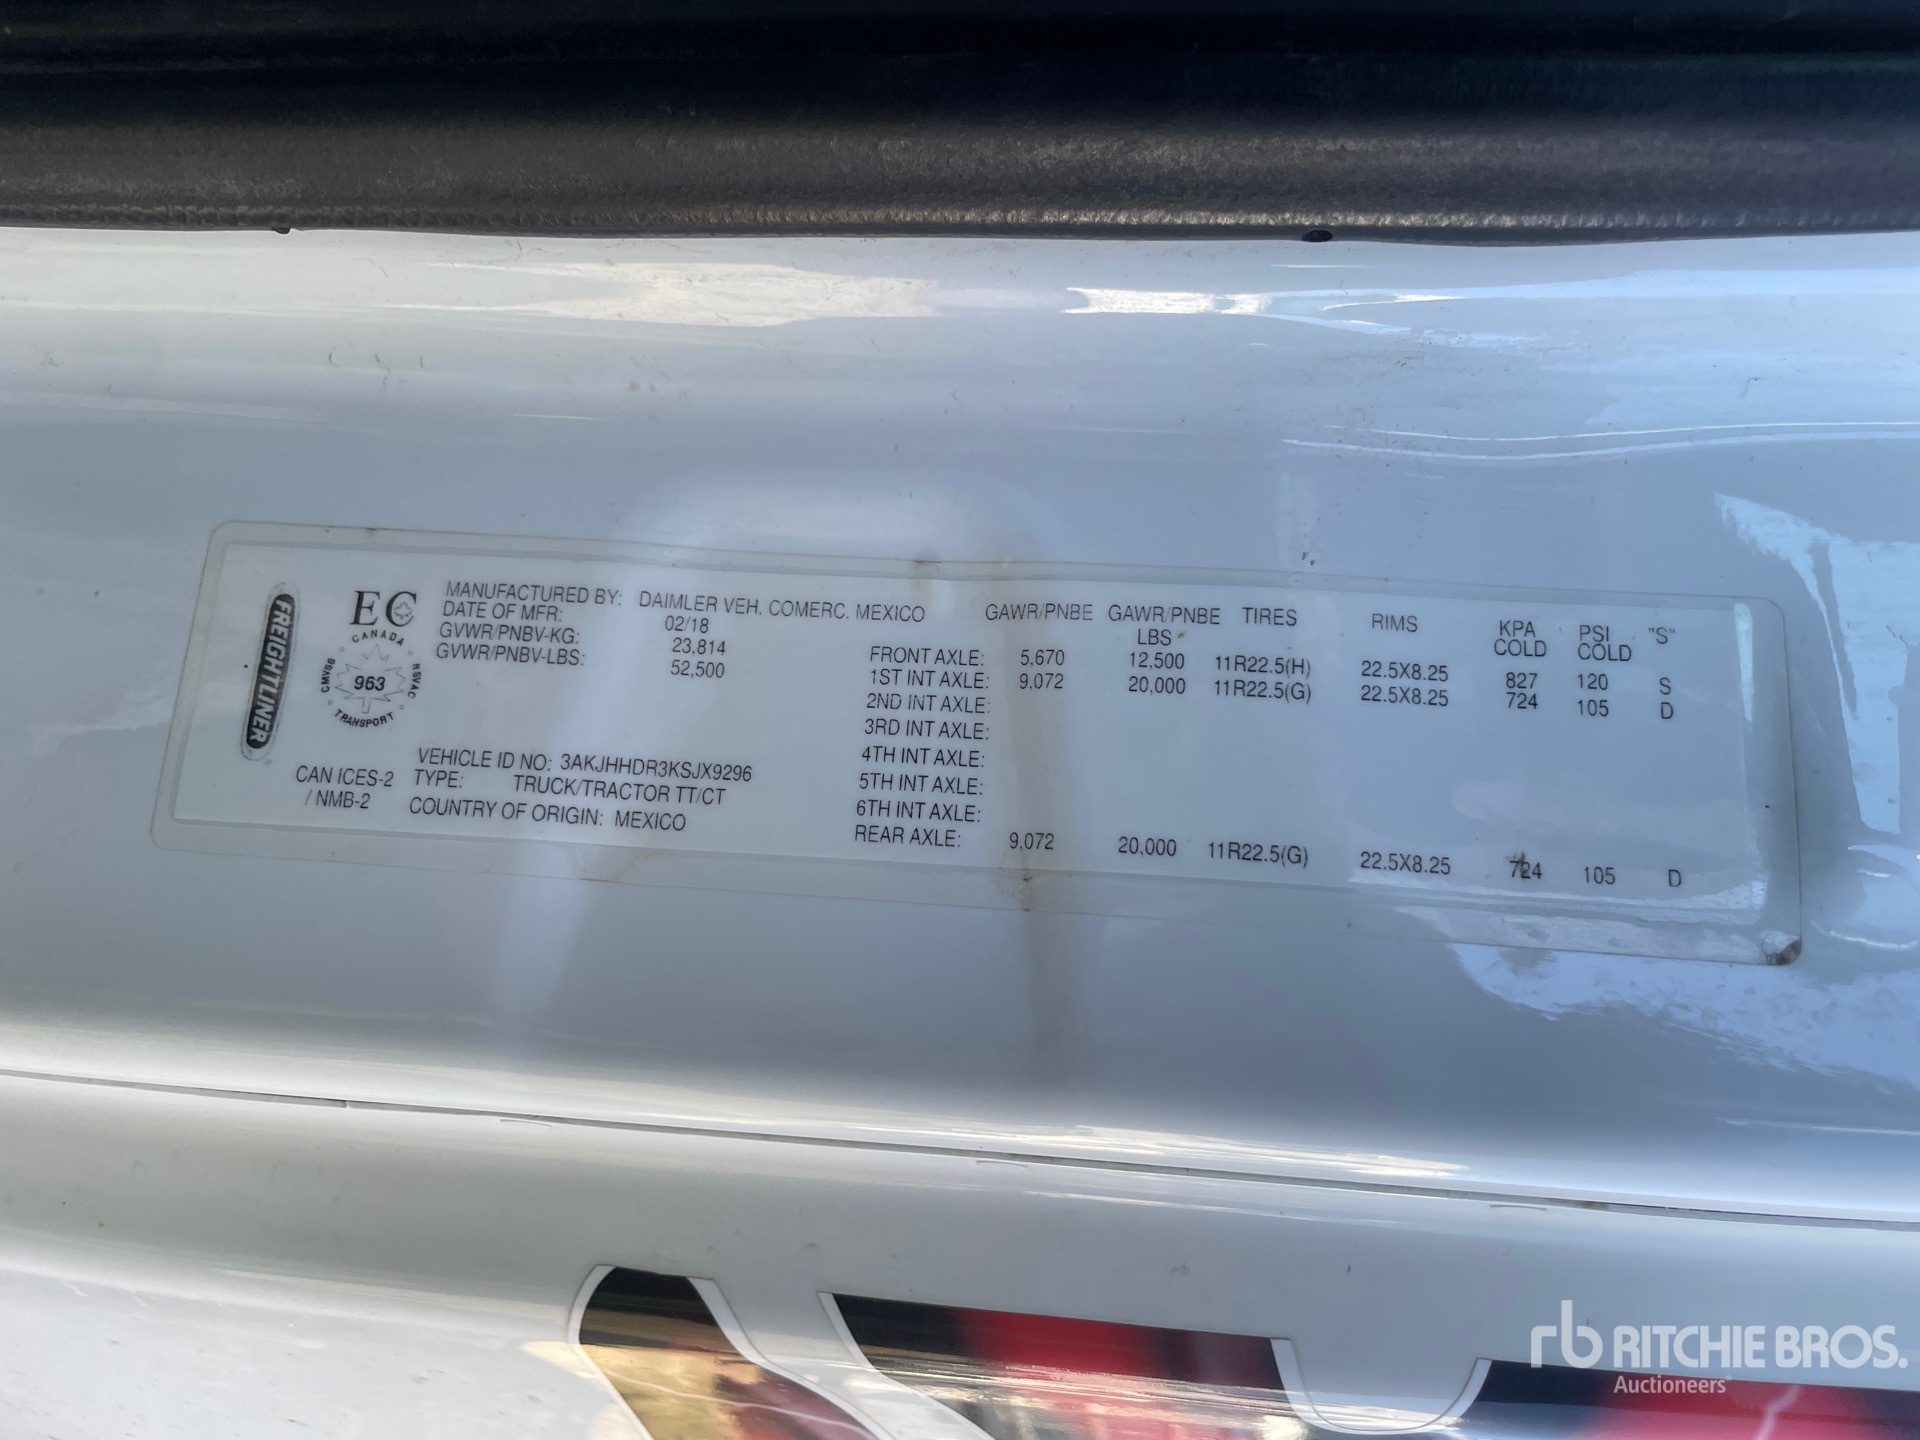 FREIGHTLINER
EC
CANADA
CMVSS
963
NSVAC
TRANSPORT
CAN ICES-2
/ NMB-2
MANUFACTURED BY: DAIMLER VEH. COMERC. MEXICO
DATE OF MFR: 02/18
GVWR/PNBV-KG: 23,814
GVWR/PNBV-LBS: 52,500
VEHICLE ID NO: 3AKJHHDR3KSJX9296
TYPE: TRUCK/TRACTOR TT/CT
COUNTRY OF ORIGIN: MEXICO
GAWR/PNBE GAWR/PNBE LBS TIRES RIMS KPA COLD PSI COLD "S"
FRONT AXLE: 5,670 12,500 11R22.5(H) 22.5X8.25 827 120 S
1ST INT AXLE: 9,072 20,000 11R22.5(G) 22.5X8.25 724 105 D
2ND INT AXLE:
3RD INT AXLE:
4TH INT AXLE:
5TH INT AXLE:
6TH INT AXLE:
REAR AXLE: 9,072 20,000 11R22.5(G) 22.5X8.25 724 105 D
rb RITCHIE BROS.
Auctioneers